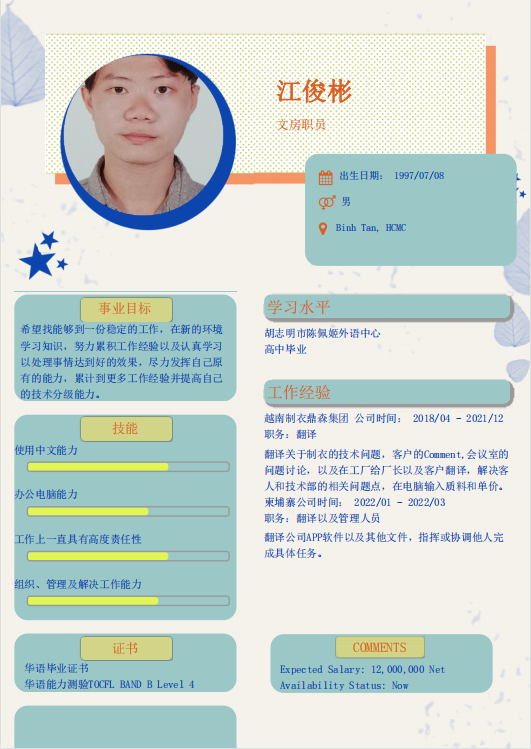 江俊彬
文房职员
出生日期： 1997/07/08
男
Binh Tan, HCMC
事业目标
希望找能够到一份稳定的工作，在新的环境
学习知识，努力累积工作经验以及认真学习
以处理事情达到好的效果，尽力发挥自己原
有的能力，累计到更多工作经验并提高自己
的技术分级能力。
技能
使用中文能力
办公电脑能力
工作上一直具有高度责任性
组织、管理及解决工作能力
证书
华语毕业证书
华语能力测验TOCFL BAND B Level 4
学习水平
胡志明市陈佩姬外语中心
高中毕业
工作经验
越南制衣鼎森集团 公司时间： 2018/04 - 2021/12
职务：翻译
翻译关于制衣的技术问题，客户的Comment,会议室的
问题讨论，以及在工厂给厂长以及客户翻译，解决客
人和技术部的相关问题点，在电脑输入质料和单价。
柬埔寨公司时间： 2022/01 - 2022/03
职务：翻译以及管理人员
翻译公司APP软件以及其他文件，指挥或协调他人完
成具体任务。
COMMENTS
Expected Salary: 12,000,000 Net
Availability Status: Now